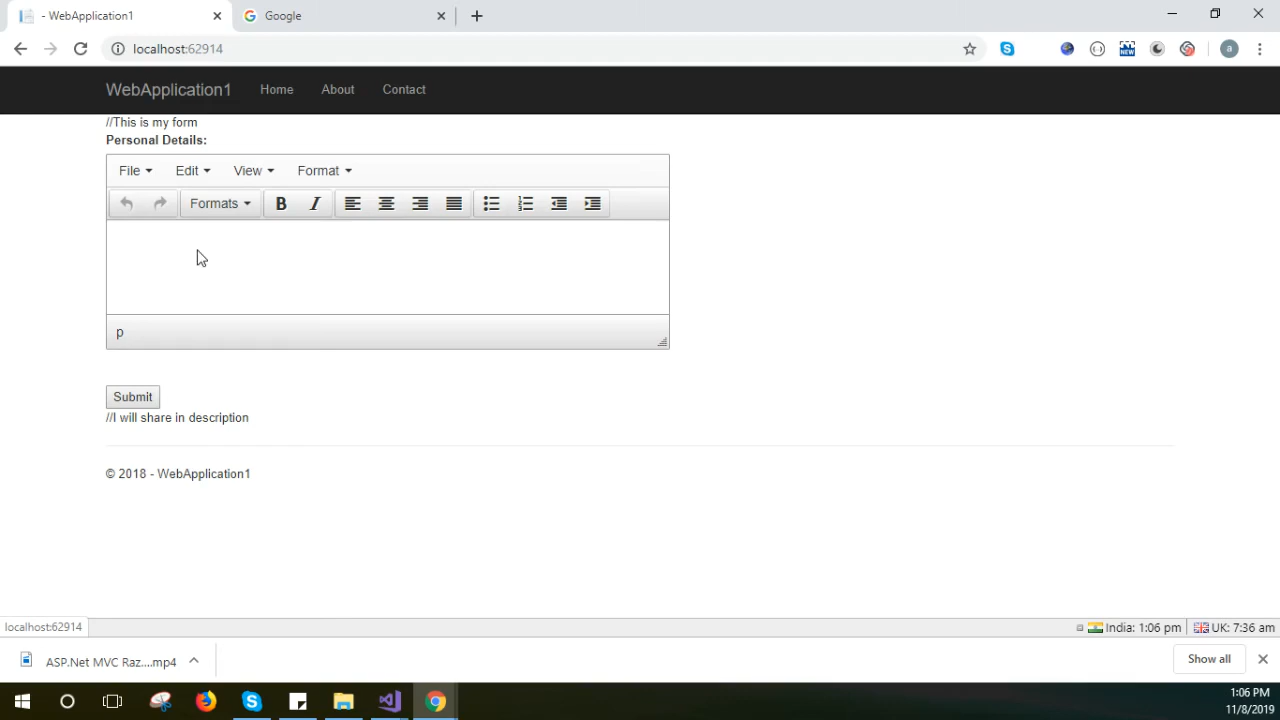 - WebApplication1
Google
localhost:62914
NEW
a
WebApplication1 Home About Contact
//This is my form
Personal Details:
File Edit View Format
Formats B I
p
Submit
//I will share in description
© 2018 - WebApplication1
localhost:62914
India: 1:06 pm UK: 7:36 am
ASP.Net MVC Raz....mp4
Show all
1:06 PM
11/8/2019